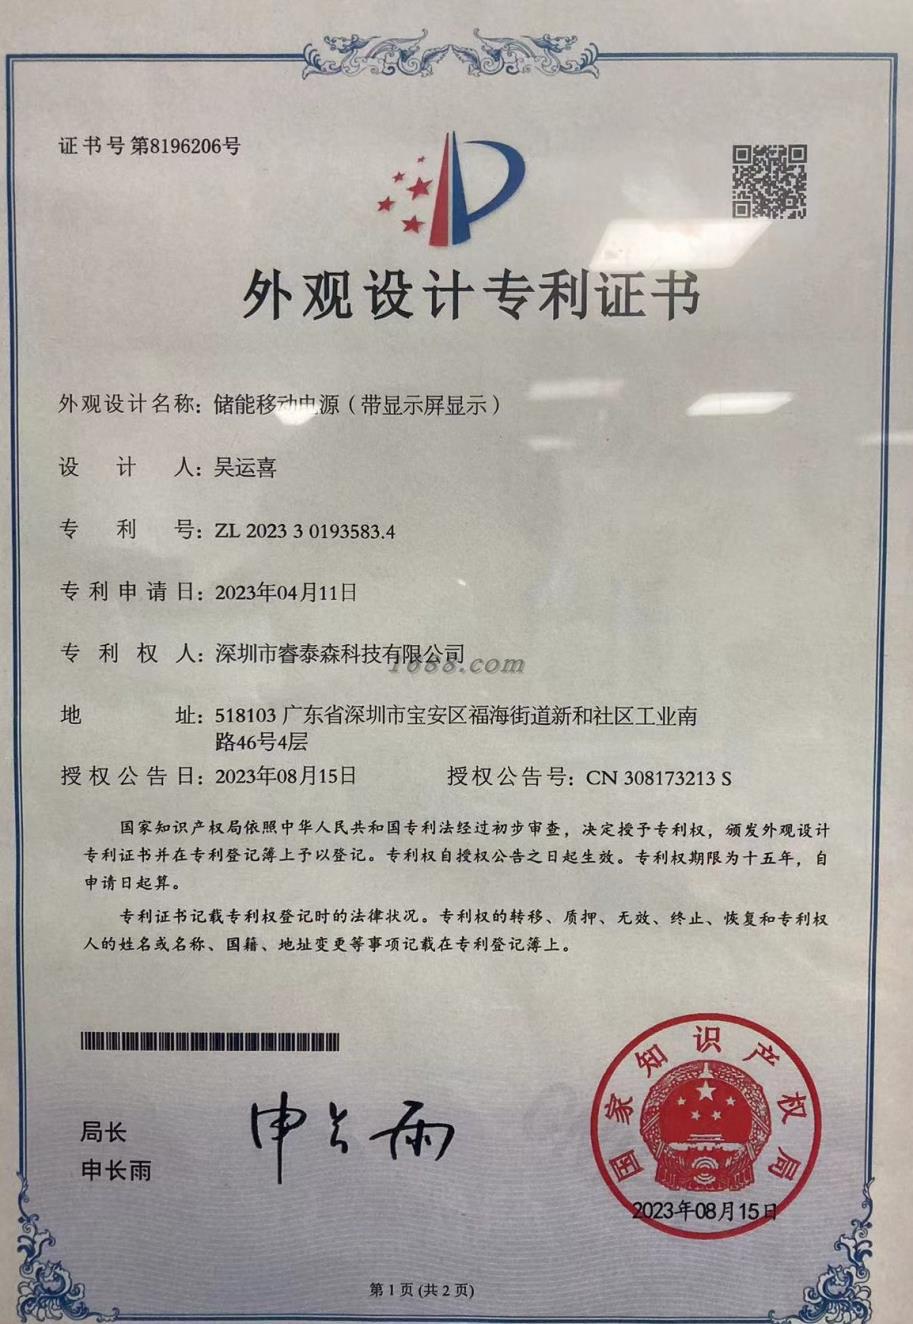 证书号第8196206号
外观设计专利证书
外观设计名称：储能移动电源（带显示屏显示）
设计人：吴运喜
专利号：ZL 2023 3 0193583.4
专利申请日：2023年04月11日
专利权人：深圳市睿泰森科技有限公司
1688.com
地址：518103 广东省深圳市宝安区福海街道新和社区工业南
路46号4层
授权公告日：2023年08月15日 授权公告号：CN 308173213 S
国家知识产权局依照中华人民共和国专利法经过初步审查，决定授予专利权，颁发外观设计
专利证书并在专利登记簿上予以登记。专利权自授权公告之日起生效。专利权期限为十五年，自
申请日起算。
专利证书记载专利权登记时的法律状况。专利权的转移、质押、无效、终止、恢复和专利权
人的姓名或名称、国籍、地址变更等事项记载在专利登记簿上。
局长
申长雨
申长雨
国家知识产权局
2023年08月15日
第1页(共2页)